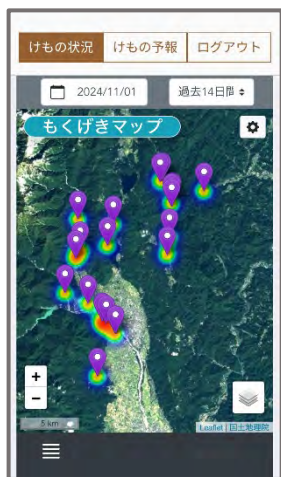 けもの状況 けもの予報 ログアウト
2024/11/01 過去14日間
もくげきマップ
+
−
5 km
Leaflet | 国土地理院